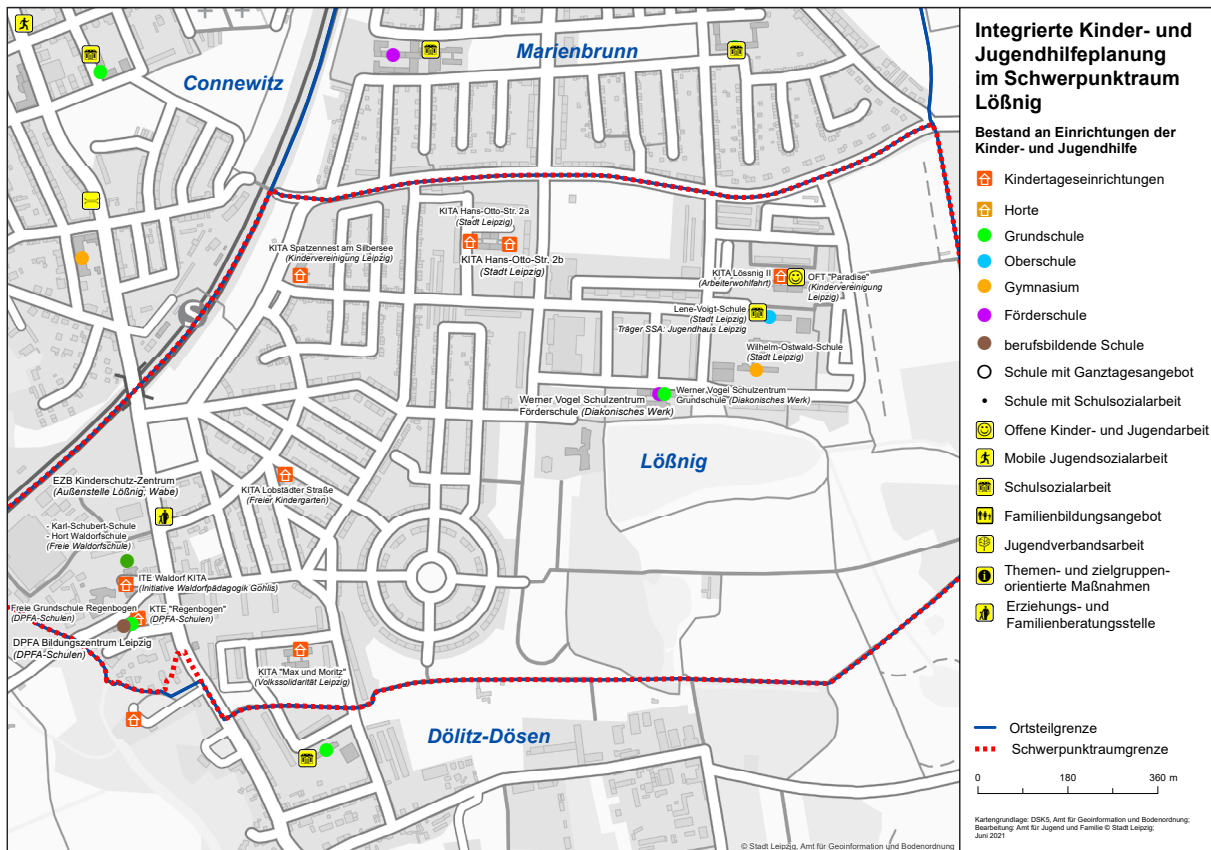 Connewitz
Marienbrunn
KITA Hans-Otto-Str. 2a
(Stadt Leipzig)
KITA Spatzennest am Silbersee
(Kindervereinigung Leipzig)
KITA Hans-Otto-Str. 2b
(Stadt Leipzig)
KITA Lössnig II
(Arbeiterwohlfahrt)
OFT "Paradise"
(Kindervereinigung
Leipzig)
S
Lene-Voigt-Schule
(Stadt Leipzig)
Träger SSA: Jugendhaus Leipzig
Wilhelm-Ostwald-Schule
(Stadt Leipzig)
Werner Vogel Schulzentrum
Förderschule (Diakonisches Werk)
Werner Vogel Schulzentrum
Grundschule (Diakonisches Werk)
Lößnig
EZB Kinderschutz-Zentrum
(Außenstelle Lößnig; Wabe)
KITA Lobstädter Straße
(Freier Kindergarten)
- Karl-Schubert-Schule
- Hort Waldorfschule
(Freie Waldorfschule)
ITE Waldorf KITA
(Initiative Waldorfpädagogik Gohlis)
Freie Grundschule Regenbogen
(DPFA-Schulen)
KTE "Regenbogen"
(DPFA-Schulen)
DPFA Bildungszentrum Leipzig
(DPFA-Schulen)
KITA "Max und Moritz"
(Volkssolidarität Leipzig)
Dölitz-Dösen
© Stadt Leipzig, Amt für Geoinformation und Bodenordnung
Integrierte Kinder- und
Jugendhilfeplanung
im Schwerpunktraum
Lößnig
Bestand an Einrichtungen der
Kinder- und Jugendhilfe
Kindertageseinrichtungen
Horte
Grundschule
Oberschule
Gymnasium
Förderschule
berufsbildende Schule
Schule mit Ganztagesangebot
Schule mit Schulsozialarbeit
Offene Kinder- und Jugendarbeit
Mobile Jugendsozialarbeit
Schulsozialarbeit
Familienbildungsangebot
Jugendverbandsarbeit
Themen- und zielgruppen-
orientierte Maßnahmen
Erziehungs- und
Familienberatungsstelle
Ortsteilgrenze
Schwerpunktraumgrenze
0 180 360 m
Kartengrundlage: DSK5, Amt für Geoinformation und Bodenordnung;
Bearbeitung: Amt für Jugend und Familie © Stadt Leipzig;
Juni 2021